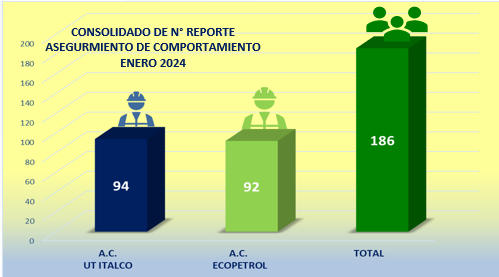 CONSOLIDADO DE N° REPORTE
ASEGURMIENTO DE COMPORTAMIENTO
ENERO 2024
200
180
160
140
120
100
80
60
40
20
0
94
92
186
A.C.
UT ITALCO
A.C.
ECOPETROL
TOTAL